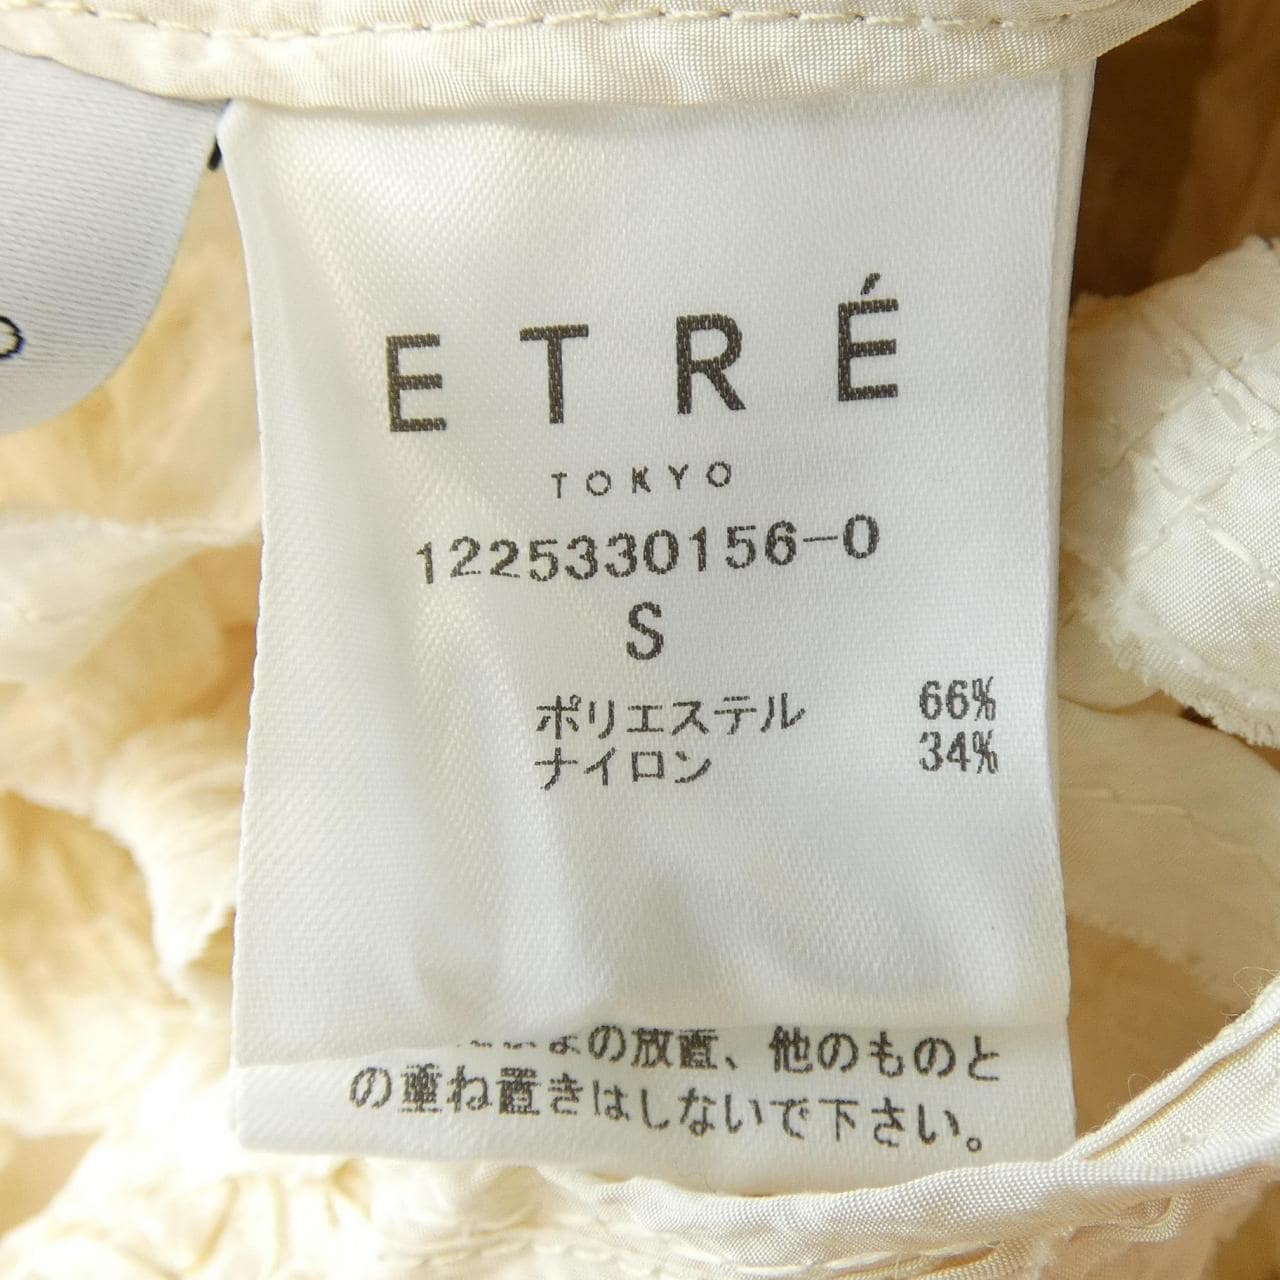 ETRÉ
TOKYO
1225330156-0
S
ポリエステル 66%
ナイロン 34%
まの放置、他のものと
の重ね置きはしないで下さい。